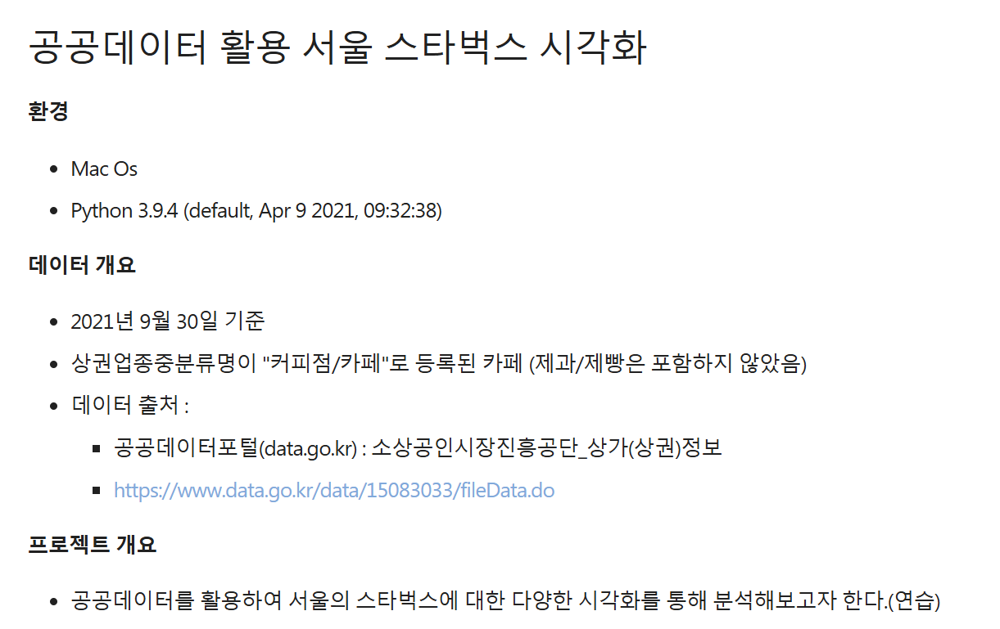 공공데이터 활용 서울 스타벅스 시각화
환경
Mac Os
Python 3.9.4 (default, Apr 9 2021, 09:32:38)
데이터 개요
2021년 9월 30일 기준
상권업종중분류명이 "커피점/카페"로 등록된 카페 (제과/제빵은 포함하지 않았음)
데이터 출처 :
공공데이터포털(data.go.kr) : 소상공인시장진흥공단_상가(상권)정보
https://www.data.go.kr/data/15083033/fileData.do
프로젝트 개요
공공데이터를 활용하여 서울의 스타벅스에 대한 다양한 시각화를 통해 분석해보고자 한다.(연습)